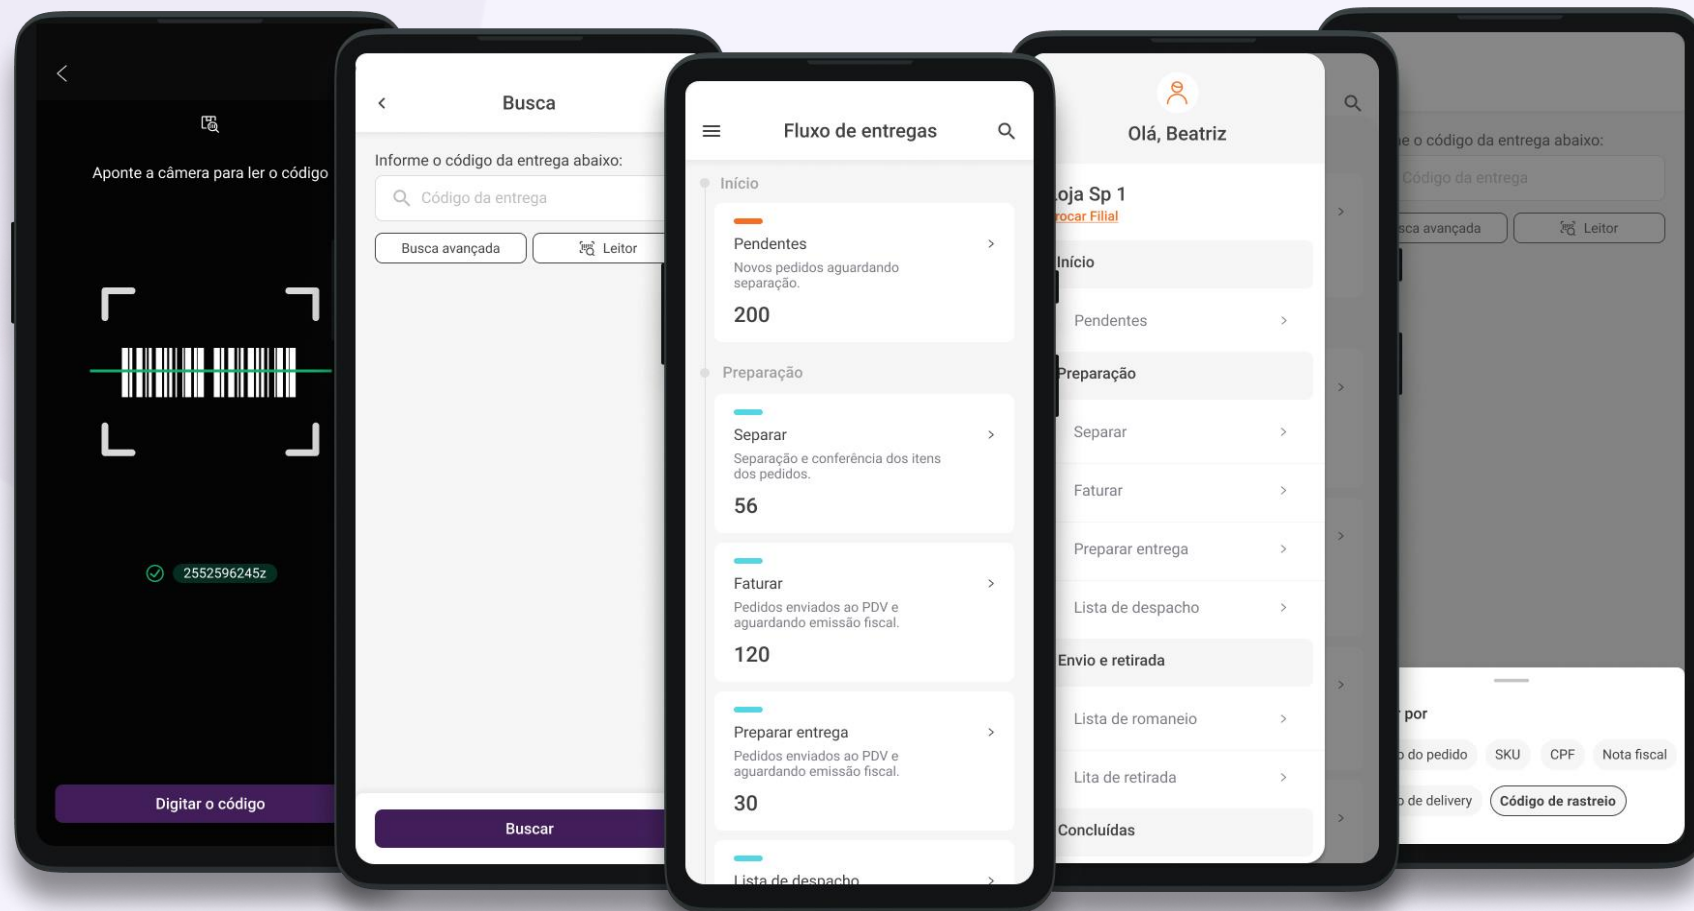 Aponte a câmera para ler o código
2552596245z
Digitar o código
Busca
Informe o código da entrega abaixo:
Código da entrega
Busca avançada
Leitor
Buscar
Fluxo de entregas
Início
Pendentes
Novos pedidos aguardando
separação.
200
Preparação
Separar
Separação e conferência dos itens
dos pedidos.
56
Faturar
Pedidos enviados ao PDV e
aguardando emissão fiscal.
120
Preparar entrega
Pedidos enviados ao PDV e
aguardando emissão fiscal.
30
Lista de despacho
Olá, Beatriz
Sp 1
Filial
Início
Pendentes
Preparação
Separar
Faturar
Preparar entrega
Lista de despacho
Envio e retirada
Lista de romaneio
Lita de retirada
Concluídas
o código da entrega abaixo:
Código da entrega
avançada
Leitor
por
do pedido
SKU
CPF
Nota fiscal
de delivery
Código de rastreio